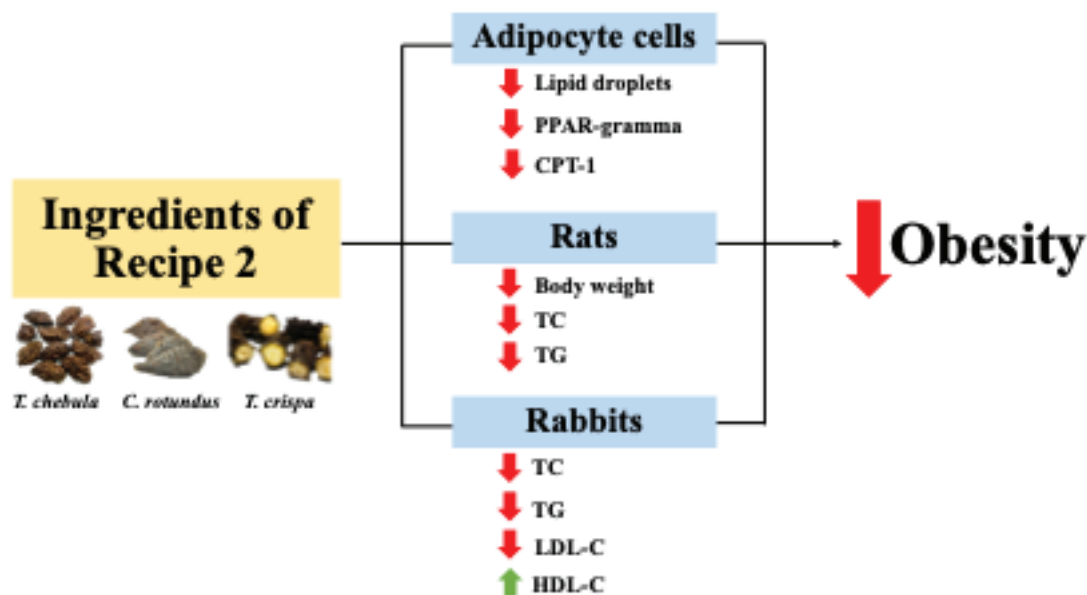 Adipocyte cells
Lipid droplets
PPAR-gramma
CPT-1
Ingredients of
Recipe 2
T. chebula
C. rotundus
T. crispa
Rats
Body weight
TC
TG
Rabbits
TC
TG
LDL-C
HDL-C
Obesity